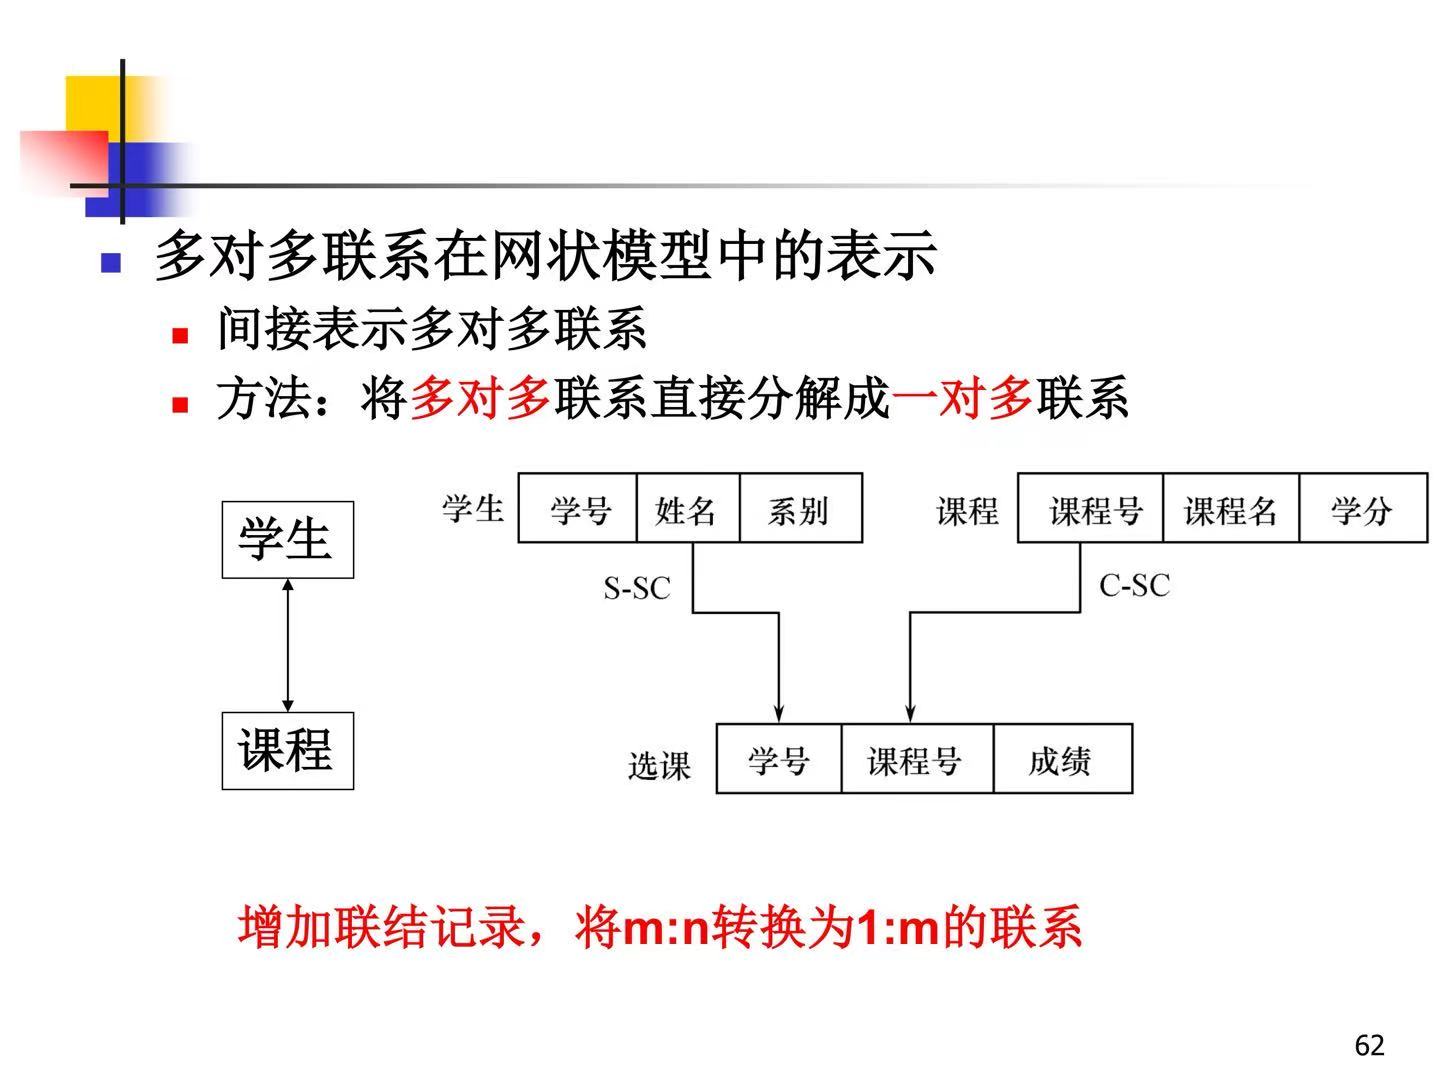 多对多联系在网状模型中的表示
间接表示多对多联系
方法：将多对多联系直接分解成一对多联系
学生
课程
学生 学号 姓名 系别
课程 课程号 课程名 学分
S-SC
C-SC
选课 学号 课程号 成绩
增加联结记录，将m:n转换为1:m的联系
62